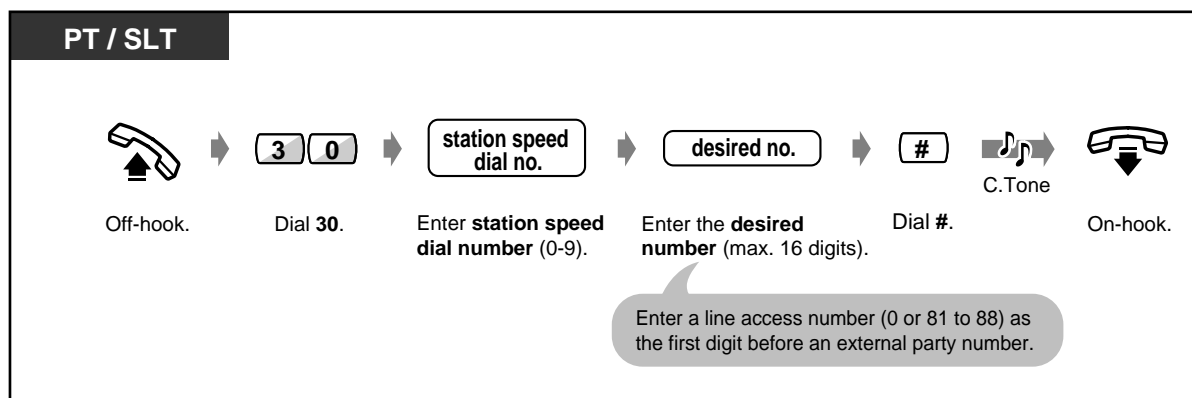 PT / SLT
3 0
station speed
dial no.
desired no.
#
C.Tone
Off-hook.
Dial 30.
Enter station speed
dial number (0-9).
Enter the desired
number (max. 16 digits).
Dial #.
On-hook.
Enter a line access number (0 or 81 to 88) as
the first digit before an external party number.